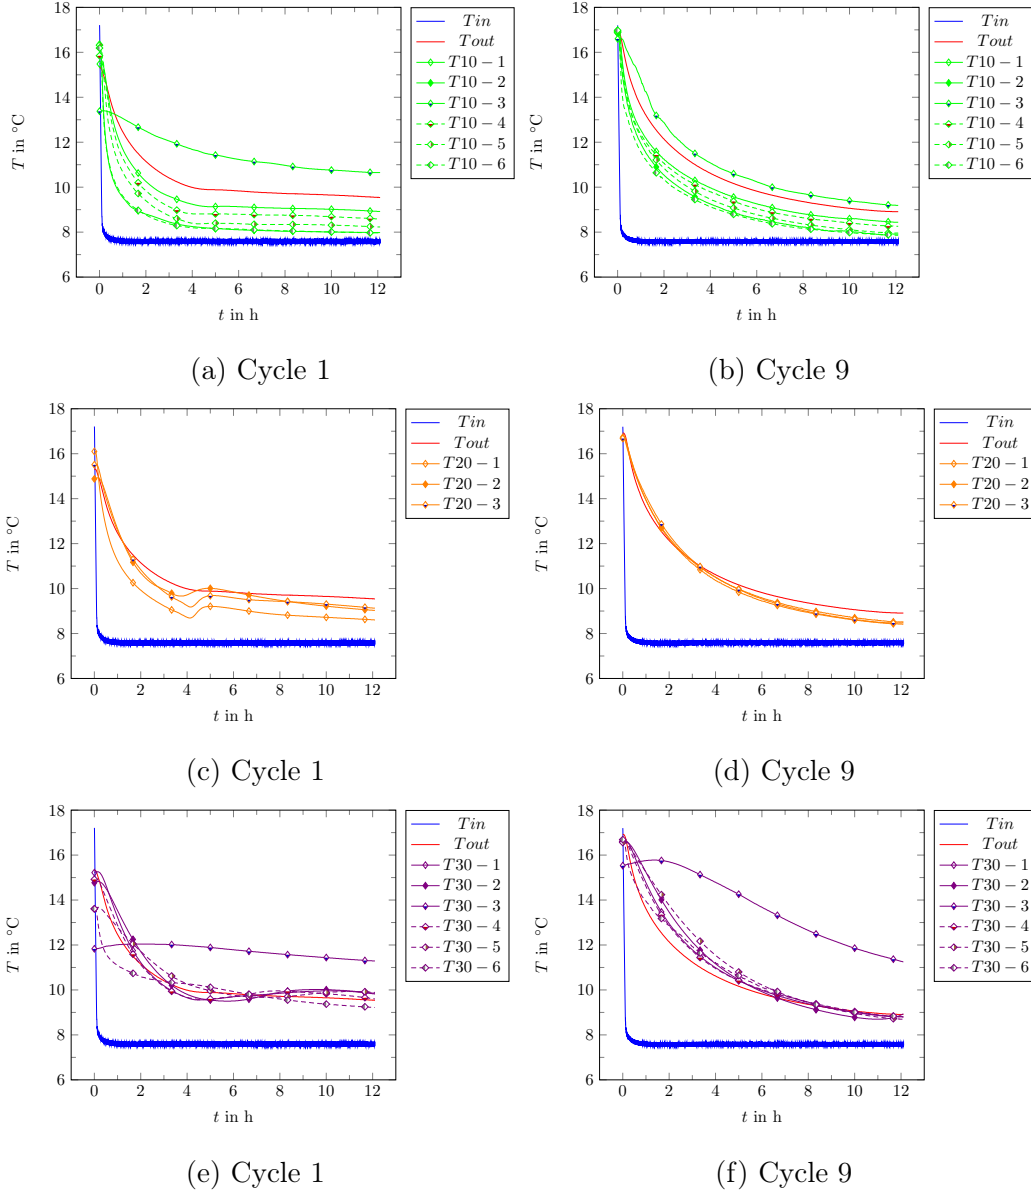 18
16
14
12
10
8
6
0 2 4 6 8 10 12
T in °C
t in h
Tin
Tout
T10 − 1
T10 − 2
T10 − 3
T10 − 4
T10 − 5
T10 − 6
(a) Cycle 1
18
16
14
12
10
8
6
0 2 4 6 8 10 12
T in °C
t in h
Tin
Tout
T10 − 1
T10 − 2
T10 − 3
T10 − 4
T10 − 5
T10 − 6
(b) Cycle 9
18
16
14
12
10
8
6
0 2 4 6 8 10 12
T in °C
t in h
Tin
Tout
T20 − 1
T20 − 2
T20 − 3
(c) Cycle 1
18
16
14
12
10
8
6
0 2 4 6 8 10 12
T in °C
t in h
Tin
Tout
T20 − 1
T20 − 2
T20 − 3
(d) Cycle 9
18
16
14
12
10
8
6
0 2 4 6 8 10 12
T in °C
t in h
Tin
Tout
T30 − 1
T30 − 2
T30 − 3
T30 − 4
T30 − 5
T30 − 6
(e) Cycle 1
18
16
14
12
10
8
6
0 2 4 6 8 10 12
T in °C
t in h
Tin
Tout
T30 − 1
T30 − 2
T30 − 3
T30 − 4
T30 − 5
T30 − 6
(f) Cycle 9